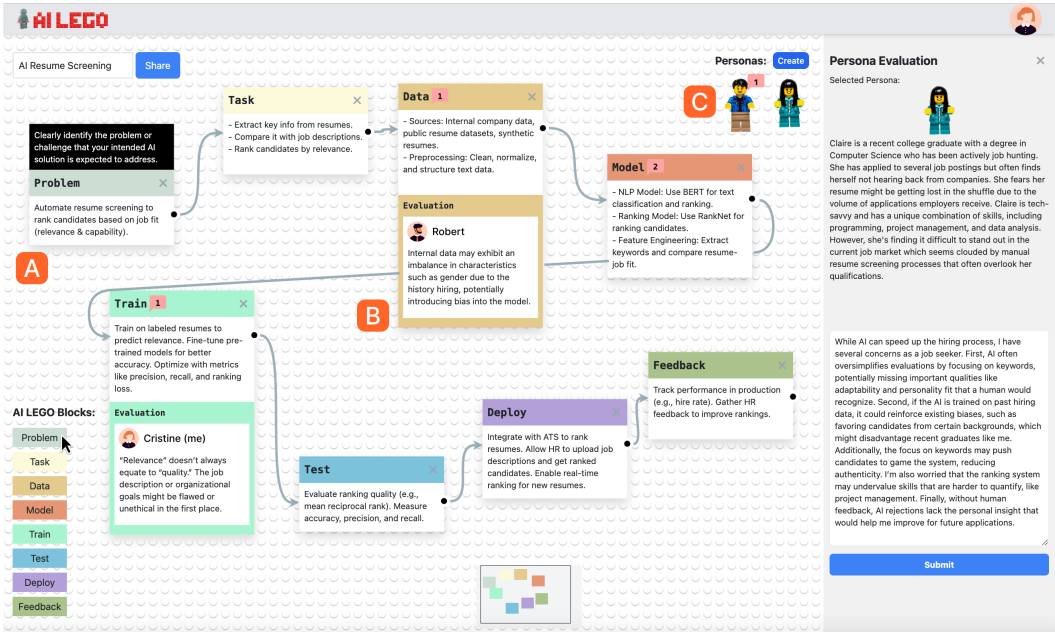 AI LEGO
AI Resume Screening
Share
Personas:
Create
C
1
Clearly identify the problem or
challenge that your intended AI
solution is expected to address.
Problem
Automate resume screening to
rank candidates based on job fit
(relevance & capability).
A
Task
- Extract key info from resumes.
- Compare it with job descriptions.
- Rank candidates by relevance.
Data 1
- Sources: Internal company data,
public resume datasets, synthetic
resumes.
- Preprocessing: Clean, normalize,
and structure text data.
Evaluation
Robert
Internal data may exhibit an
imbalance in characteristics
such as gender due to the
history hiring, potentially
introducing bias into the model.
B
Model 2
- NLP Model: Use BERT for text
classification and ranking.
- Ranking Model: Use RankNet for
ranking candidates.
- Feature Engineering: Extract
keywords and compare resume-
job fit.
Train 1
Train on labeled resumes to
predict relevance. Fine-tune pre-
trained models for better
accuracy. Optimize with metrics
like precision, recall, and ranking
loss.
Evaluation
Cristine (me)
“Relevance” doesn’t always
equate to “quality.” The job
description or organizational
goals might be flawed or
unethical in the first place.
Test
Evaluate ranking quality (e.g.,
mean reciprocal rank). Measure
accuracy, precision, and recall.
Deploy
Integrate with ATS to rank
resumes. Allow HR to upload job
descriptions and get ranked
candidates. Enable real-time
ranking for new resumes.
Feedback
Track performance in production
(e.g., hire rate). Gather HR
feedback to improve rankings.
AI LEGO Blocks:
Problem
Task
Data
Model
Train
Test
Deploy
Feedback
Persona Evaluation
Selected Persona:
Claire is a recent college graduate with a degree in
Computer Science who has been actively job hunting.
She has applied to several job postings but often finds
herself not hearing back from companies. She fears her
resume might be getting lost in the shuffle due to the
volume of applications employers receive. Claire is tech-
savvy and has a unique combination of skills, including
programming, project management, and data analysis.
However, she's finding it difficult to stand out in the
current job market which seems clouded by manual
resume screening processes that often overlook her
qualifications.
While AI can speed up the hiring process, I have
several concerns as a job seeker. First, AI often
oversimplifies evaluations by focusing on keywords,
potentially missing important qualities like
adaptability and personality fit that a human would
recognize. Second, if the AI is trained on past hiring
data, it could reinforce existing biases, such as
favoring candidates from certain backgrounds, which
might disadvantage recent graduates like me.
Additionally, the focus on keywords may push
candidates to game the system, reducing
authenticity. I'm also worried that the ranking system
may undervalue skills that are harder to quantify, like
project management. Finally, without human
feedback, AI rejections lack the personal insight that
would help me improve for future applications.
Submit